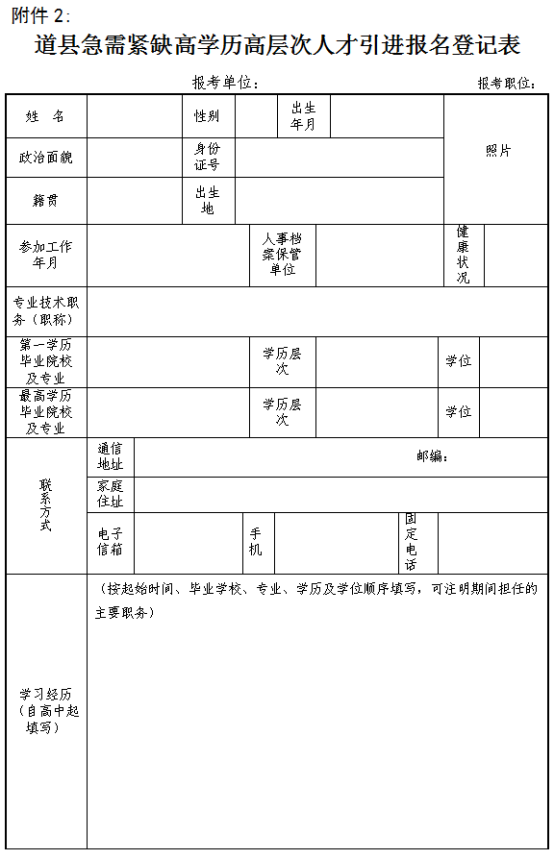 附件2：
道县急需紧缺高学历高层次人才引进报名登记表
报考单位： 报考职位：
姓 名 性别 出生
年月 照片
政治面貌 身份
证号
籍贯 出生
地
参加工作
年月 人事档
案保管
单位 健
康
状
况
专业技术职
务（职称）
第一学历
毕业院校
及专业 学历层
次 学位
最高学历
毕业院校
及专业 学历层
次 学位
联
系
方
式 通信
地址 邮编：
家庭
住址
电子
信箱 手
机 固
定
电
话
学习经历
（自高中起
填写） （按起始时间、毕业学校、专业、学历及学位顺序填写，可注明期间担任的
主要职务）